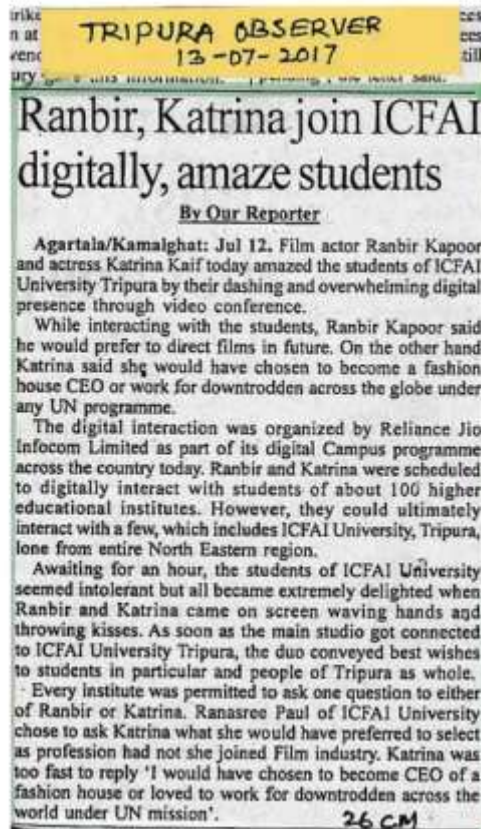 trike
ces
n at
ces
venc
till
TRIPURA OBSERVER
13-07-2017
ury this information.
pending, the letter said.
Ranbir, Katrina join ICFAI
digitally, amaze students
By Our Reporter
Agartala/Kamalghat: Jul 12. Film actor Ranbir Kapoor
and actress Katrina Kaif today amazed the students of ICFAI
University Tripura by their dashing and overwhelming digital
presence through video conference.
While interacting with the students, Ranbir Kapoor said
he would prefer to direct films in future. On the other hand
Katrina said she would have chosen to become a fashion
house CEO or work for downtrodden across the globe under
any UN programme.
The digital interaction was organized by Reliance Jio
Infocom Limited as part of its digital Campus programme
across the country today. Ranbir and Katrina were scheduled
to digitally interact with students of about 100 higher
educational institutes. However, they could ultimately
interact with a few, which includes ICFAI University, Tripura,
lone from entire North Eastern region.
Awaiting for an hour, the students of ICFAI University
seemed intolerant but all became extremely delighted when
Ranbir and Katrina came on screen waving hands and
throwing kisses. As soon as the main studio got connected
to ICFAI University Tripura, the duo conveyed best wishes
to students in particular and people of Tripura as whole.
Every institute was permitted to ask one question to either
of Ranbir or Katrina. Ranasree Paul of ICFAI University
chose to ask Katrina what she would have preferred to select
as profession had not she joined Film industry. Katrina was
too fast to reply 'I would have chosen to become CEO of a
fashion house or loved to work for downtrodden across the
world under UN mission'.
26 CM